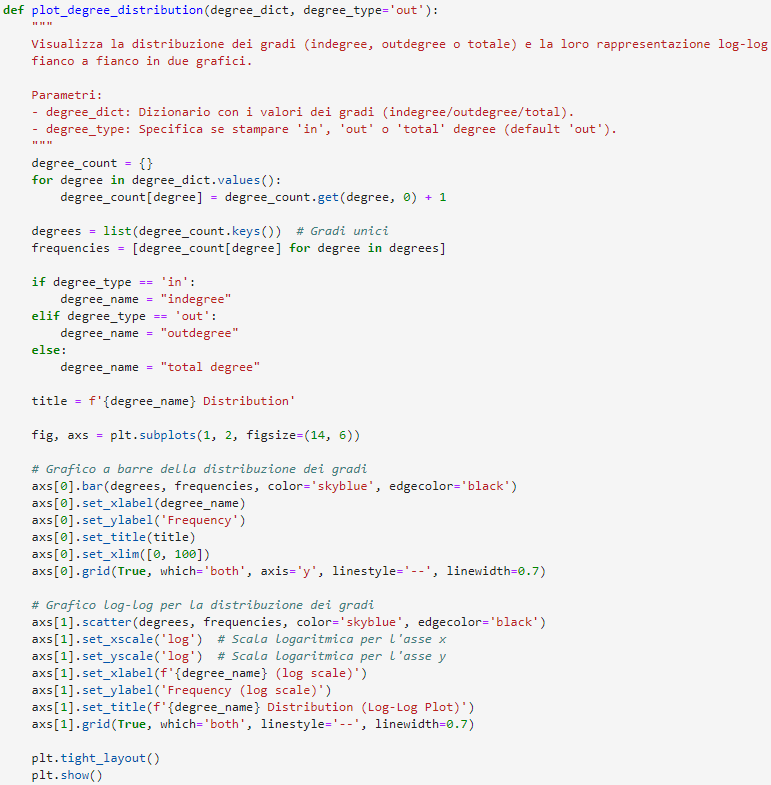 def plot_degree_distribution(degree_dict, degree_type='out'):
    """
    Visualizza la distribuzione dei gradi (indegree, outdegree o totale) e la loro rappresentazione log-log
    fianco a fianco in due grafici.

    Parametri:
    - degree_dict: Dizionario con i valori dei gradi (indegree/outdegree/total).
    - degree_type: Specifica se stampare 'in', 'out' o 'total' degree (default 'out').
    """
    degree_count = {}
    for degree in degree_dict.values():
        degree_count[degree] = degree_count.get(degree, 0) + 1

    degrees = list(degree_count.keys())  # Gradi unici
    frequencies = [degree_count[degree] for degree in degrees]

    if degree_type == 'in':
        degree_name = "indegree"
    elif degree_type == 'out':
        degree_name = "outdegree"
    else:
        degree_name = "total degree"

    title = f'{degree_name} Distribution'

    fig, axs = plt.subplots(1, 2, figsize=(14, 6))

    # Grafico a barre della distribuzione dei gradi
    axs[0].bar(degrees, frequencies, color='skyblue', edgecolor='black')
    axs[0].set_xlabel(degree_name)
    axs[0].set_ylabel('Frequency')
    axs[0].set_title(title)
    axs[0].set_xlim([0, 100])
    axs[0].grid(True, which='both', axis='y', linestyle='--', linewidth=0.7)

    # Grafico log-log per la distribuzione dei gradi
    axs[1].scatter(degrees, frequencies, color='skyblue', edgecolor='black')
    axs[1].set_xscale('log')  # Scala logaritmica per l'asse x
    axs[1].set_yscale('log')  # Scala logaritmica per l'asse y
    axs[1].set_xlabel(f'{degree_name} (log scale)')
    axs[1].set_ylabel('Frequency (log scale)')
    axs[1].set_title(f'{degree_name} Distribution (Log-Log Plot)')
    axs[1].grid(True, which='both', linestyle='--', linewidth=0.7)

    plt.tight_layout()
    plt.show()